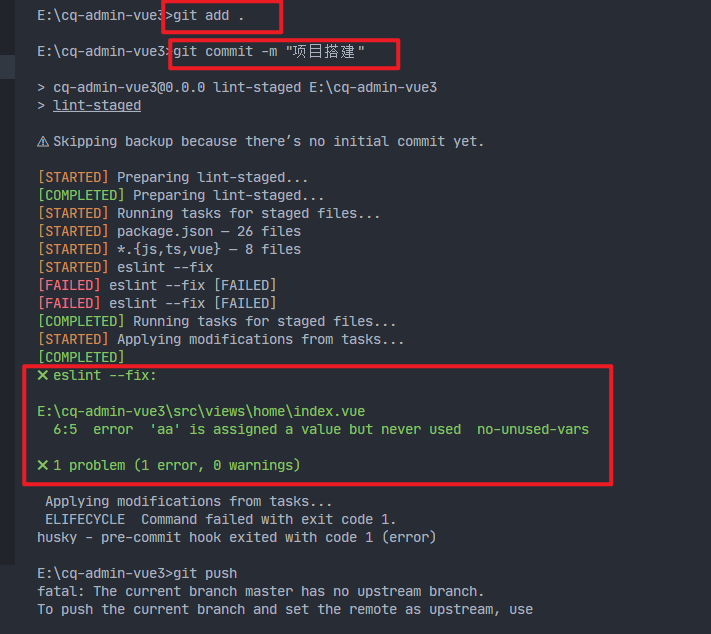 E:\cq-admin-vue3>git add .
E:\cq-admin-vue3>git commit -m "项目搭建"
> cq-admin-vue3@0.0.0 lint-staged E:\cq-admin-vue3
> lint-staged
⚠ Skipping backup because there’s no initial commit yet.
[STARTED] Preparing lint-staged...
[COMPLETED] Preparing lint-staged...
[STARTED] Running tasks for staged files...
[STARTED] package.json — 26 files
[STARTED] *.{js,ts,vue} — 8 files
[STARTED] eslint --fix
[FAILED] eslint --fix [FAILED]
[FAILED] eslint --fix [FAILED]
[COMPLETED] Running tasks for staged files...
[STARTED] Applying modifications from tasks...
[COMPLETED]
✖ eslint --fix:
E:\cq-admin-vue3\src\views\home\index.vue
6:5  error  'aa' is assigned a value but never used  no-unused-vars
✖ 1 problem (1 error, 0 warnings)
Applying modifications from tasks...
ELIFECYCLE  Command failed with exit code 1.
husky - pre-commit hook exited with code 1 (error)
E:\cq-admin-vue3>git push
fatal: The current branch master has no upstream branch.
To push the current branch and set the remote as upstream, use